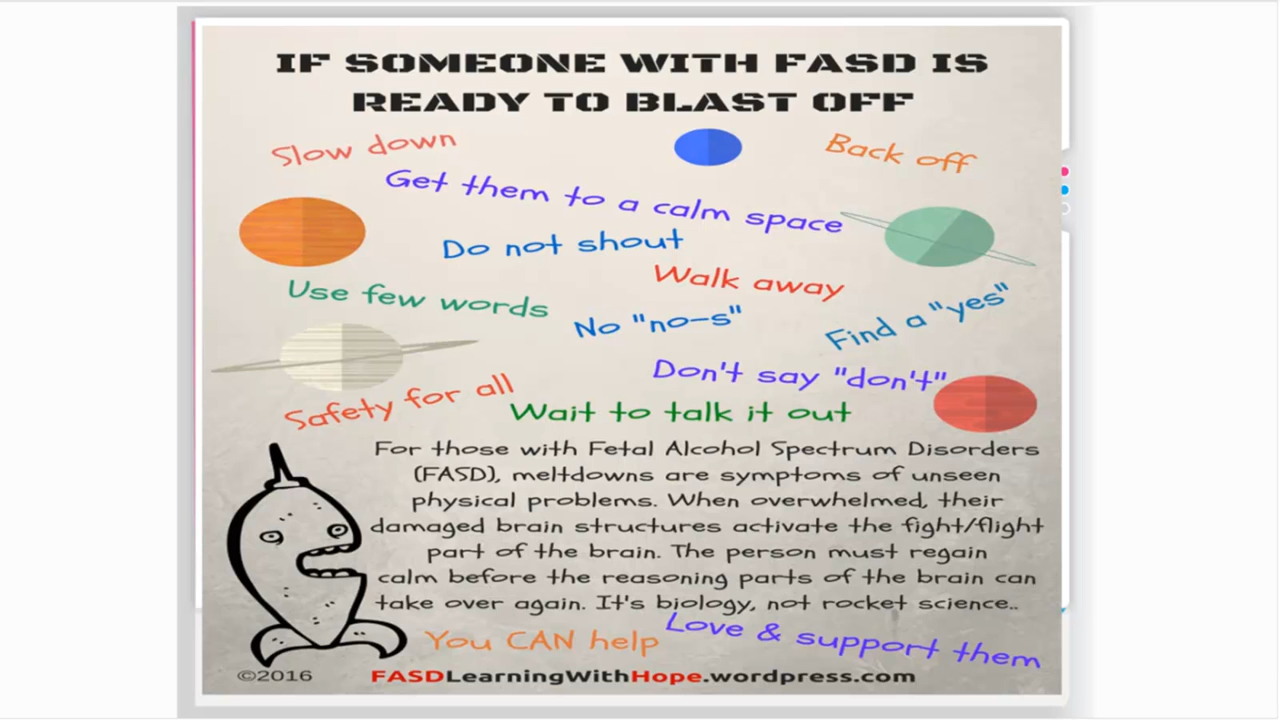 IF SOMEONE WITH FASD IS
READY TO BLAST OFF
Slow down
Back off
Get them to a calm space
Do not shout
Walk away
Use few words
No "no-s"
Find a "yes"
Don't say "don't"
Safety for all
Wait to talk it out
For those with Fetal Alcohol Spectrum Disorders
(FASD), meltdowns are symptoms of unseen
physical problems. When overwhelmed, their
damaged brain structures activate the fight/flight
part of the brain. The person must regain
calm before the reasoning parts of the brain can
take over again. It's biology, not rocket science..
You CAN help
Love & support them
©2016
FASDLearningWithHope.wordpress.com